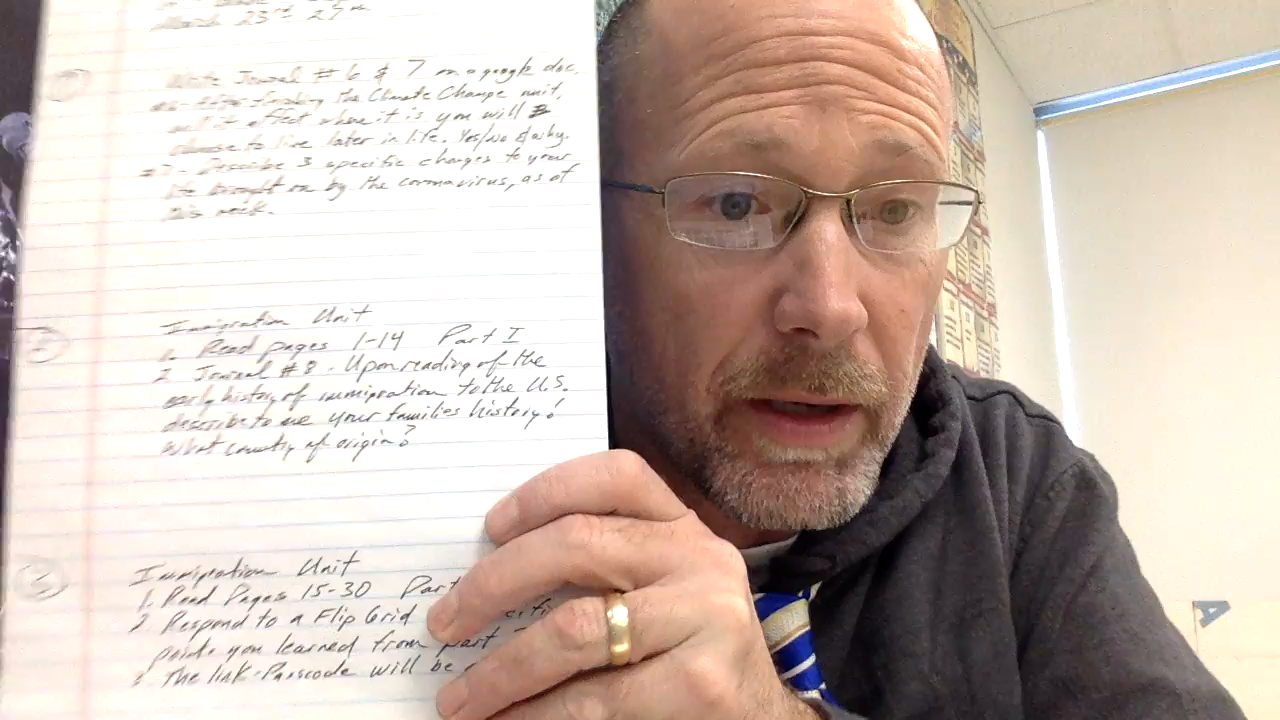 March 23rd - 27th
Write Journal # 6 & 7 on a google doc.
#6 - After finishing the Climate Change unit,
will it effect where it is you will
choose to live later in life. Yes/No & why.
#7 - Describe 3 specific changes to your
life brought on by the coronavirus, as of
this week.
Immigration Unit
1. Read pages 1-14 Part I
2 Journal #8 - Upon reading of the
early history of immigration to the U.S.
describe to me your families history!
What country of origin?
3
Immigration Unit
1. Read Pages 15-30 Part
2. Respond to a Flip Grid
points you learned from part
3. The link-Passcode will be
A